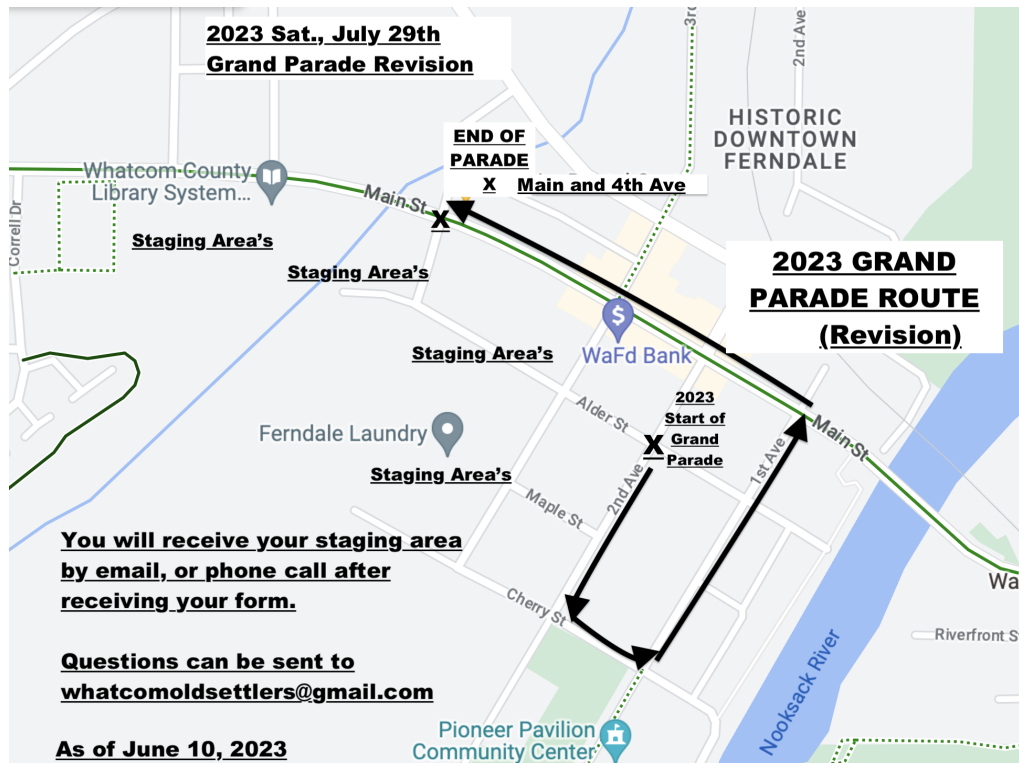 2023 Sat., July 29th
Grand Parade Revision
3rd
2nd Ave
HISTORIC
DOWNTOWN
FERNDALE
END OF
PARADE
X Main and 4th Ave
Whatcom County
Library System...
Main St
X
Correll Dr
Staging Area's
Staging Area's
2023 GRAND
PARADE ROUTE
(Revision)
$
WaFd Bank
Staging Area's
2023
Start of
Grand
Parade
X
Alder St
Main St
Ferndale Laundry
1st Ave
Staging Area's
2nd Ave
Maple St
You will receive your staging area
by email, or phone call after
receiving your form.
Cherry St
Wa
Riverfront S
Nooksack River
Questions can be sent to
whatcomoldsettlers@gmail.com
Pioneer Pavilion
Community Center
As of June 10, 2023